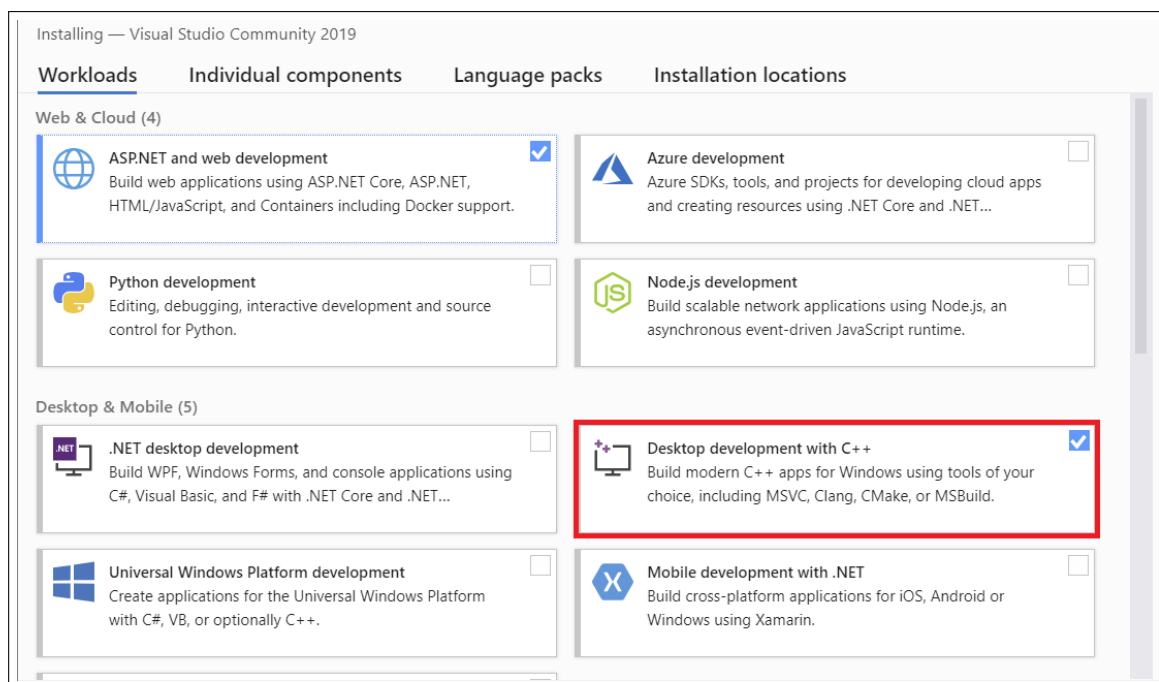 Installing — Visual Studio Community 2019
Workloads Individual components Language packs Installation locations
Web & Cloud (4)
ASP.NET and web development
Build web applications using ASP.NET Core, ASP.NET,
HTML/JavaScript, and Containers including Docker support.
Azure development
Azure SDKs, tools, and projects for developing cloud apps
and creating resources using .NET Core and .NET...
Python development
Editing, debugging, interactive development and source
control for Python.
JS
Node.js development
Build scalable network applications using Node.js, an
asynchronous event-driven JavaScript runtime.
Desktop & Mobile (5)
.NET
.NET desktop development
Build WPF, Windows Forms, and console applications using
C#, Visual Basic, and F# with .NET Core and .NET...
++
Desktop development with C++
Build modern C++ apps for Windows using tools of your
choice, including MSVC, Clang, CMake, or MSBuild.
Universal Windows Platform development
Create applications for the Universal Windows Platform
with C#, VB, or optionally C++.
Mobile development with .NET
Build cross-platform applications for iOS, Android or
Windows using Xamarin.